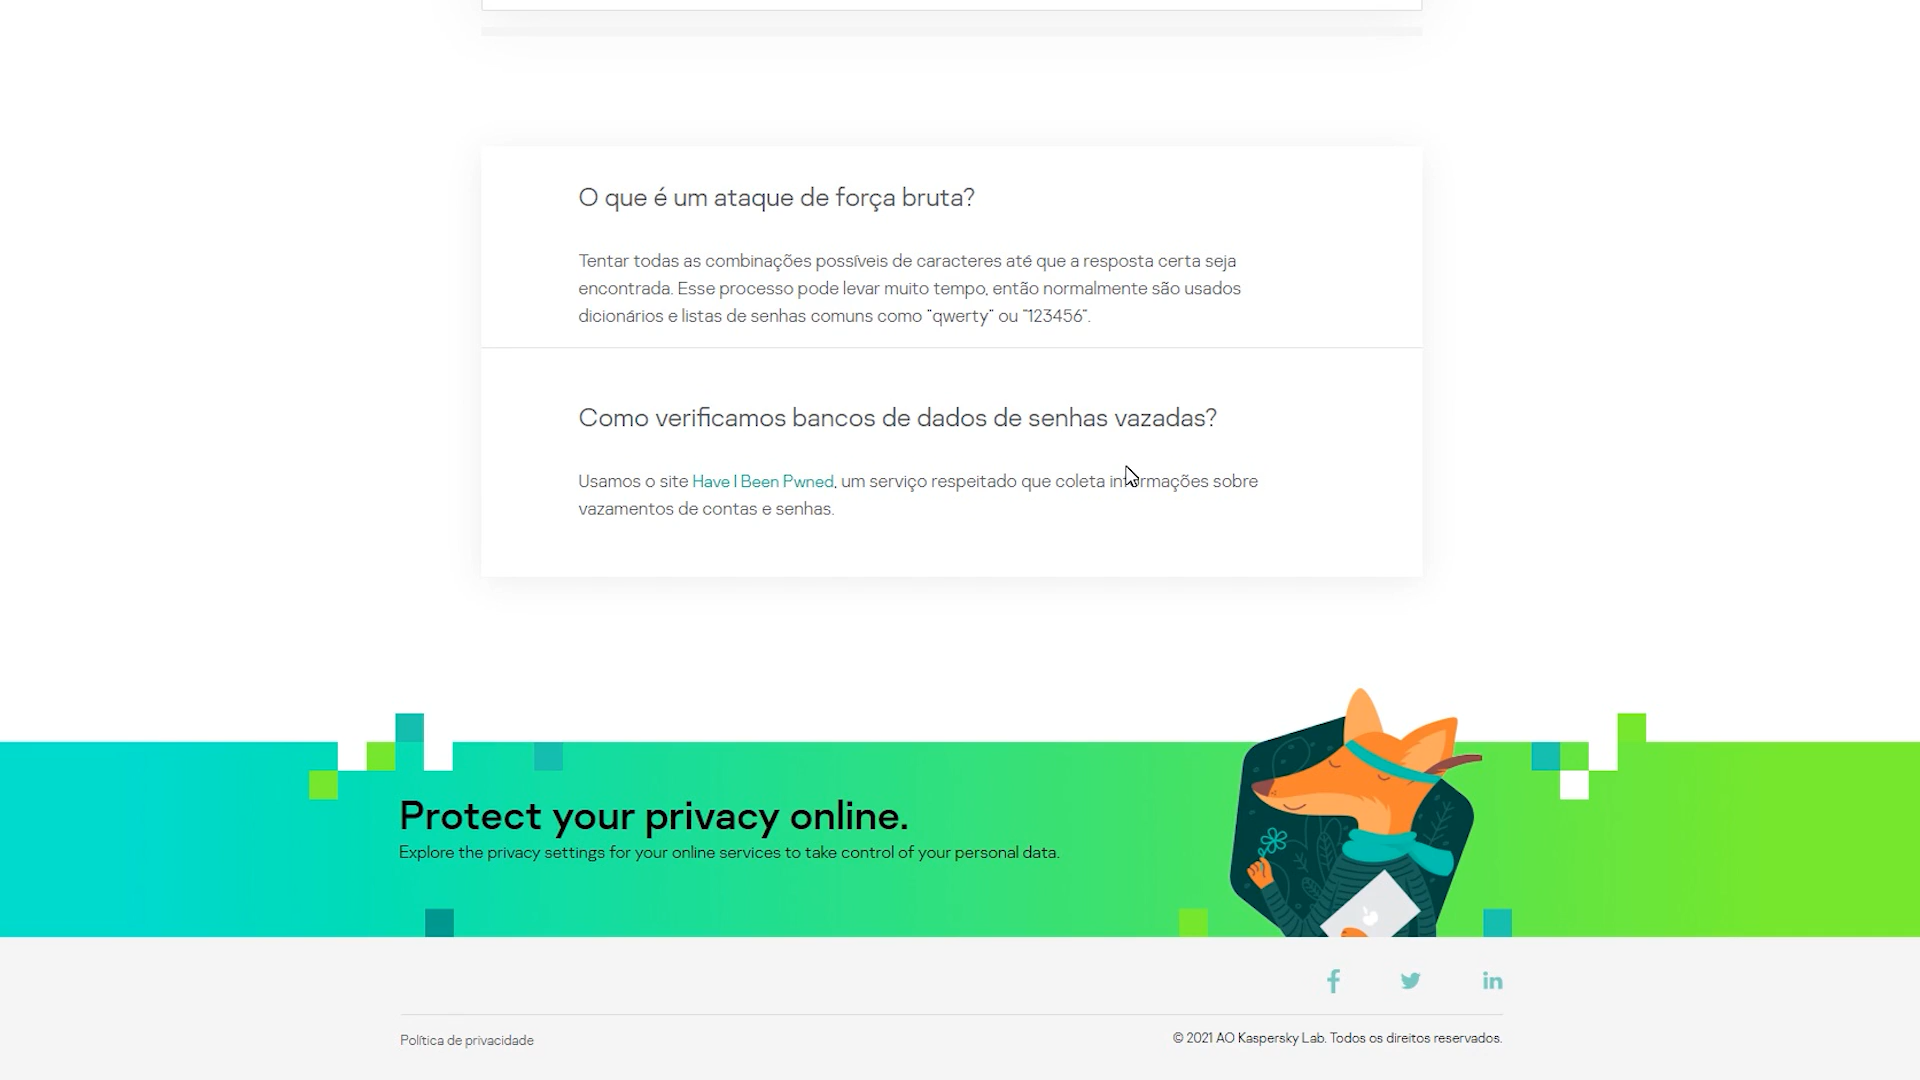 O que é um ataque de força bruta?
Tentar todas as combinações possíveis de caracteres até que a resposta certa seja
encontrada. Esse processo pode levar muito tempo, então normalmente são usados
dicionários e listas de senhas comuns como "qwerty" ou "123456".
Como verificamos bancos de dados de senhas vazadas?
Usamos o site Have I Been Pwned, um serviço respeitado que coleta informações sobre
vazamentos de contas e senhas.
Protect your privacy online.
Explore the privacy settings for your online services to take control of your personal data.
Política de privacidade
© 2021 AO Kaspersky Lab. Todos os direitos reservados.